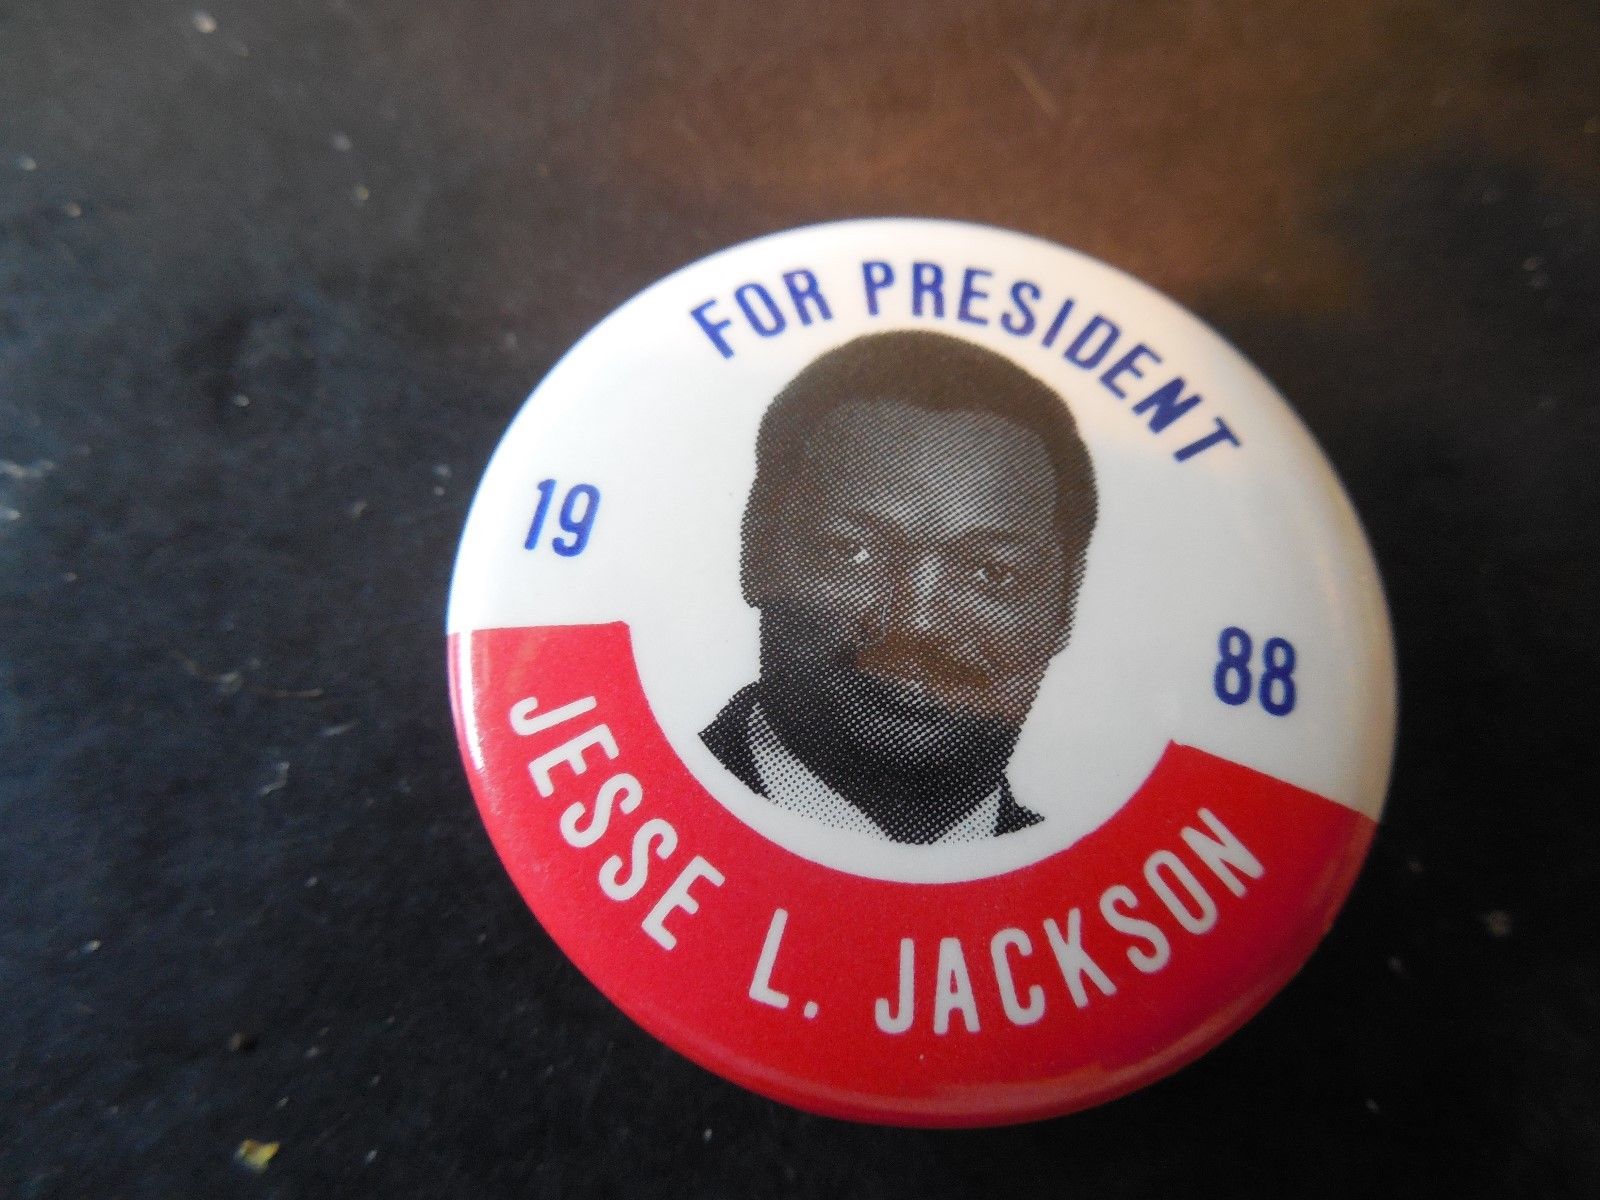 FOR PRESIDENT
19 88
JESSE L. JACKSON